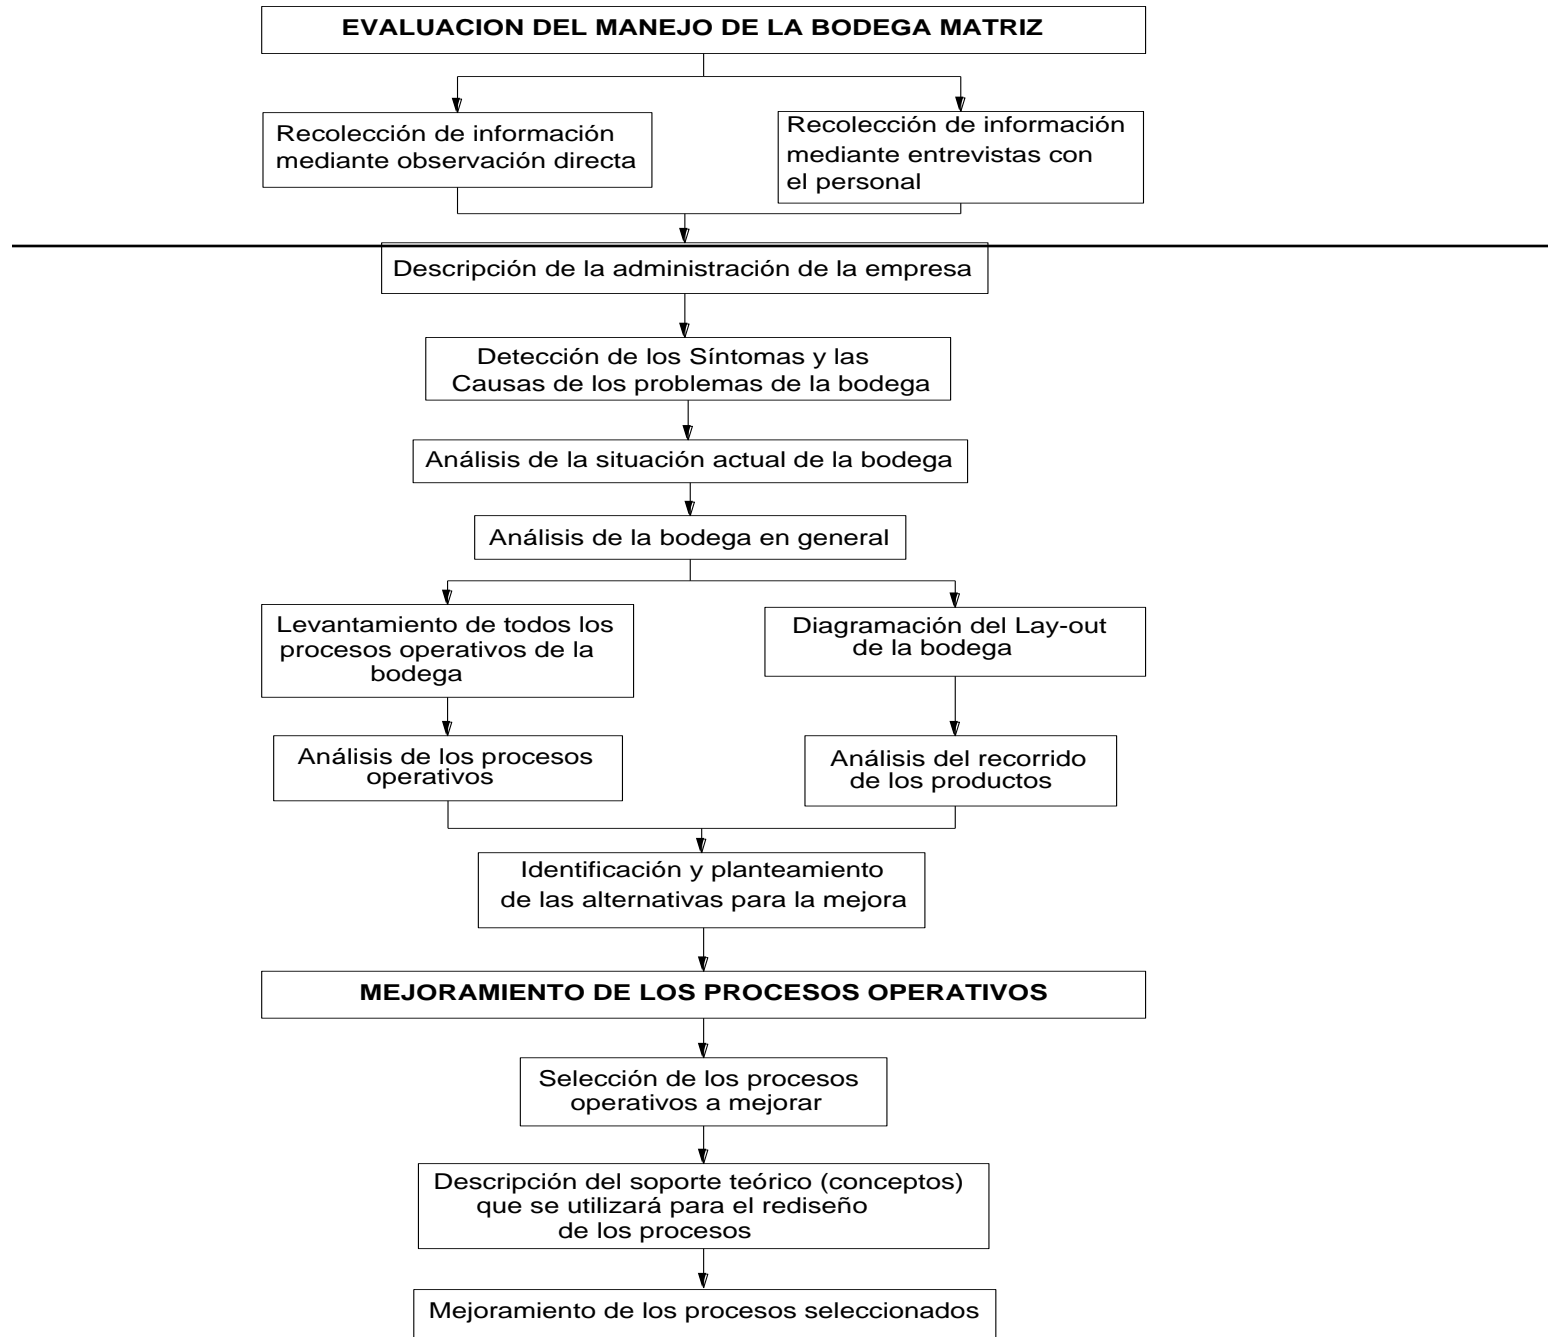 EVALUACION DEL MANEJO DE LA BODEGA MATRIZ
Recolección de información
mediante observación directa
Recolección de información
mediante entrevistas con
el personal
Descripción de la administración de la empresa
Detección de los Síntomas y las
Causas de los problemas de la bodega
Análisis de la situación actual de la bodega
Análisis de la bodega en general
Levantamiento de todos los
procesos operativos de la
bodega
Diagramación del Lay-out
de la bodega
Análisis de los procesos
operativos
Análisis del recorrido
de los productos
Identificación y planteamiento
de las alternativas para la mejora
MEJORAMIENTO DE LOS PROCESOS OPERATIVOS
Selección de los procesos
operativos a mejorar
Descripción del soporte teórico (conceptos)
que se utilizará para el rediseño
de los procesos
Mejoramiento de los procesos seleccionados